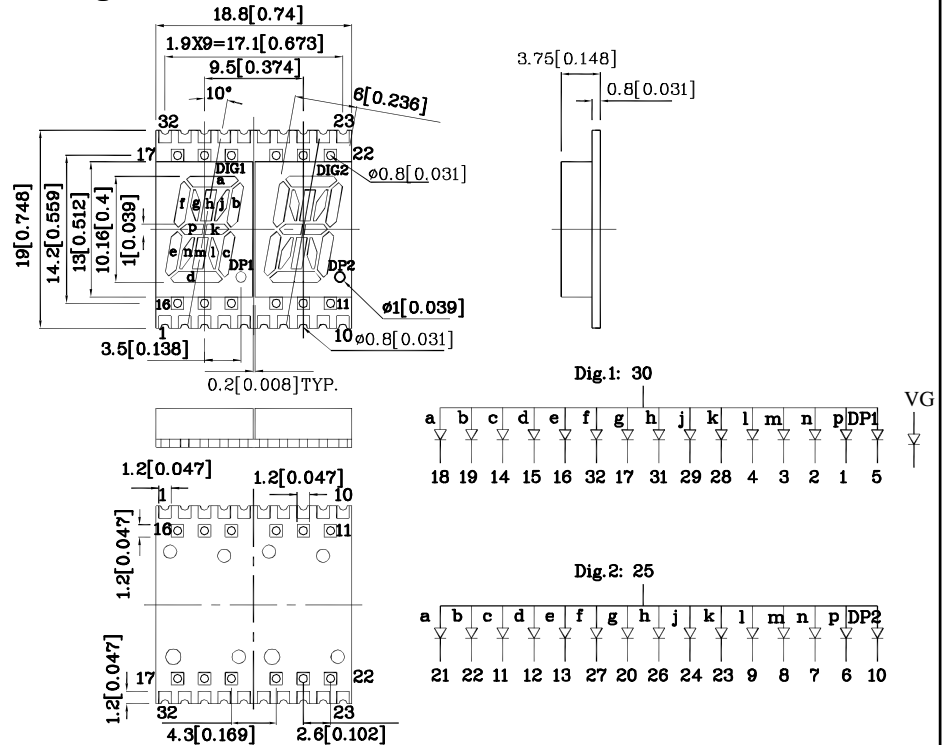 18.8[0.74]
1.9X9=17.1[0.673]
9.5[0.374]
10°
6[0.236]
32
23
17
22
DIG1
DIG2
ø0.8[0.031]
a
f g h j b
p k
e n m l c
d
DP1
DP2
19[0.748]
14.2[0.559]
13[0.512]
10.16[0.4]
1[0.039]
16
11
ø1[0.039]
1
10
ø0.8[0.031]
3.5[0.138]
0.2[0.008]TYP.
3.75[0.148]
0.8[0.031]
Dig.1: 30
a b c d e f g h j k l m n p DP1
18 19 14 15 16 32 17 31 29 28 4 3 2 1 5
VG
1.2[0.047]
1.2[0.047]
1
10
16
11
1.2[0.047]
1.2[0.047]
17
22
32
23
4.3[0.169]
2.6[0.102]
Dig.2: 25
a b c d e f g h j k l m n p DP2
21 22 11 12 13 27 20 26 24 23 9 8 7 6 10